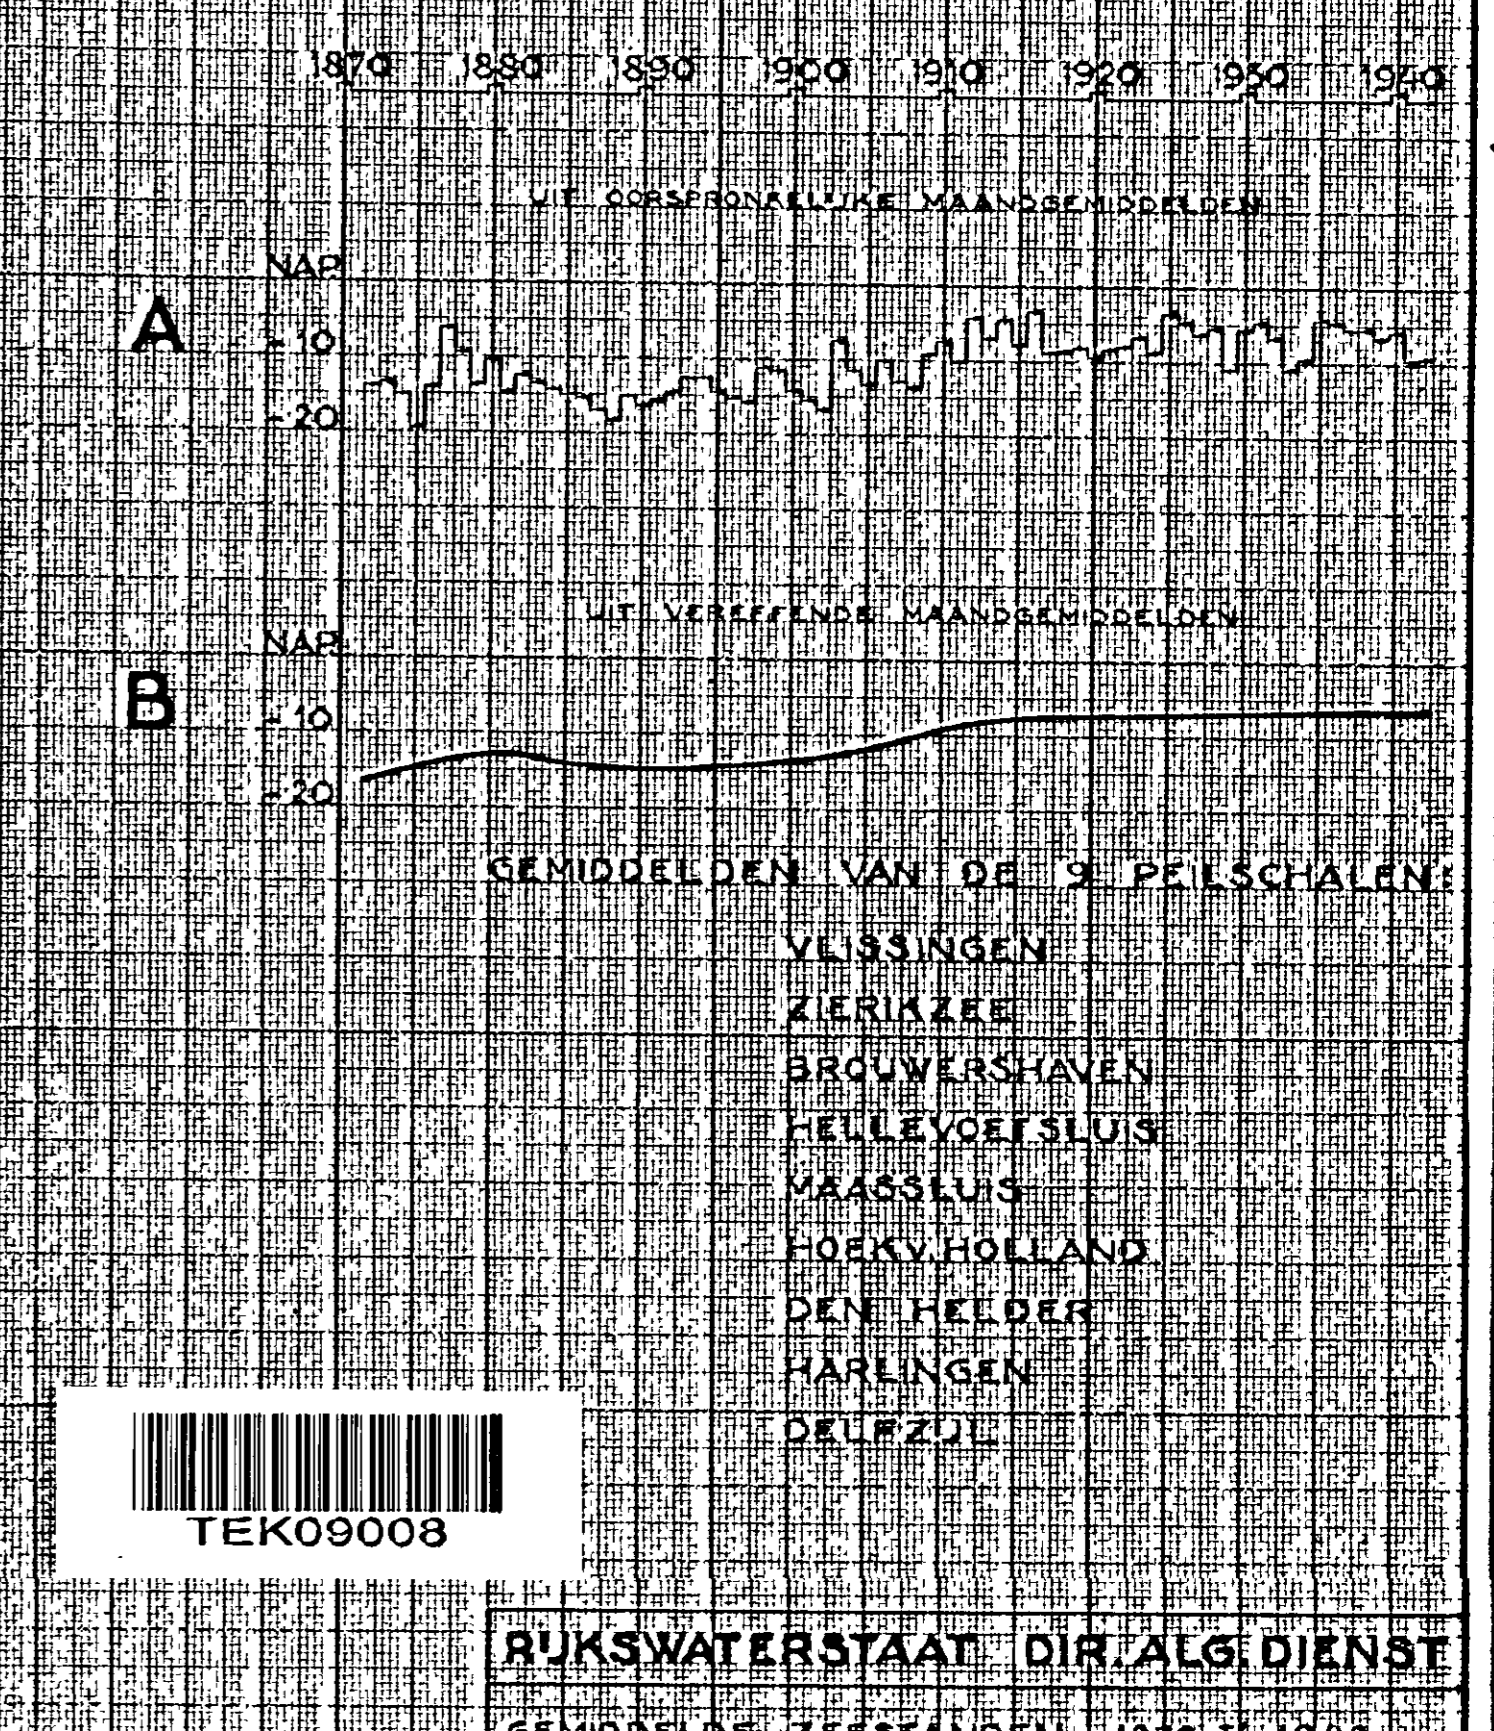 1870 1880 1890 1900 1910 1920 1930 1940
UIT OORSPRONKELIJKE MAANDGEMIDDELDEN
NAP
A
- 10
- 20
UIT VEREFFENDE MAANDGEMIDDELDEN
NAP
B
- 10
- 20
GEMIDDELDEN VAN DE 9 PEILSCHALEN:
VLISSINGEN
ZIERIKZEE
BROUWERSHAVEN
HELLEVOETSLUIS
MAASSLUIS
HOEK V. HOLLAND
DEN HELDER
HARLINGEN
DELFZIJL
TEK09008
RIJKSWATERSTAAT DIR. ALG. DIENST
GEMIDDELDE ZEESTANDEN